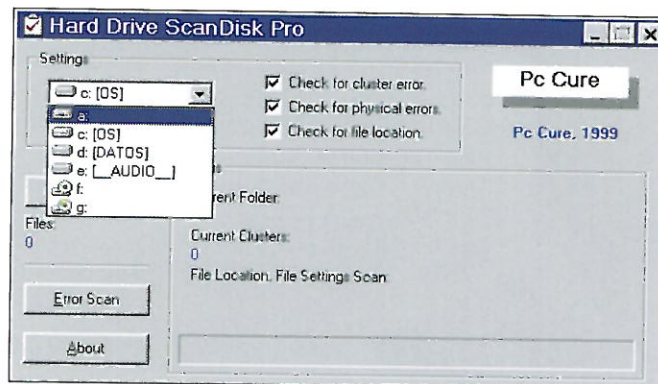 Hard Drive ScanDisk Pro
Settings
c: [OS]
a:
c: [OS]
d: [DATOS]
e: [__AUDIO__]
f:
g:
Check for cluster error.
Check for physical errors.
Check for file location.
Pc Cure
Pc Cure, 1999
Folder:
Files:
0
Current Clusters:
0
File Location, File Settings Scan:
Error Scan
About